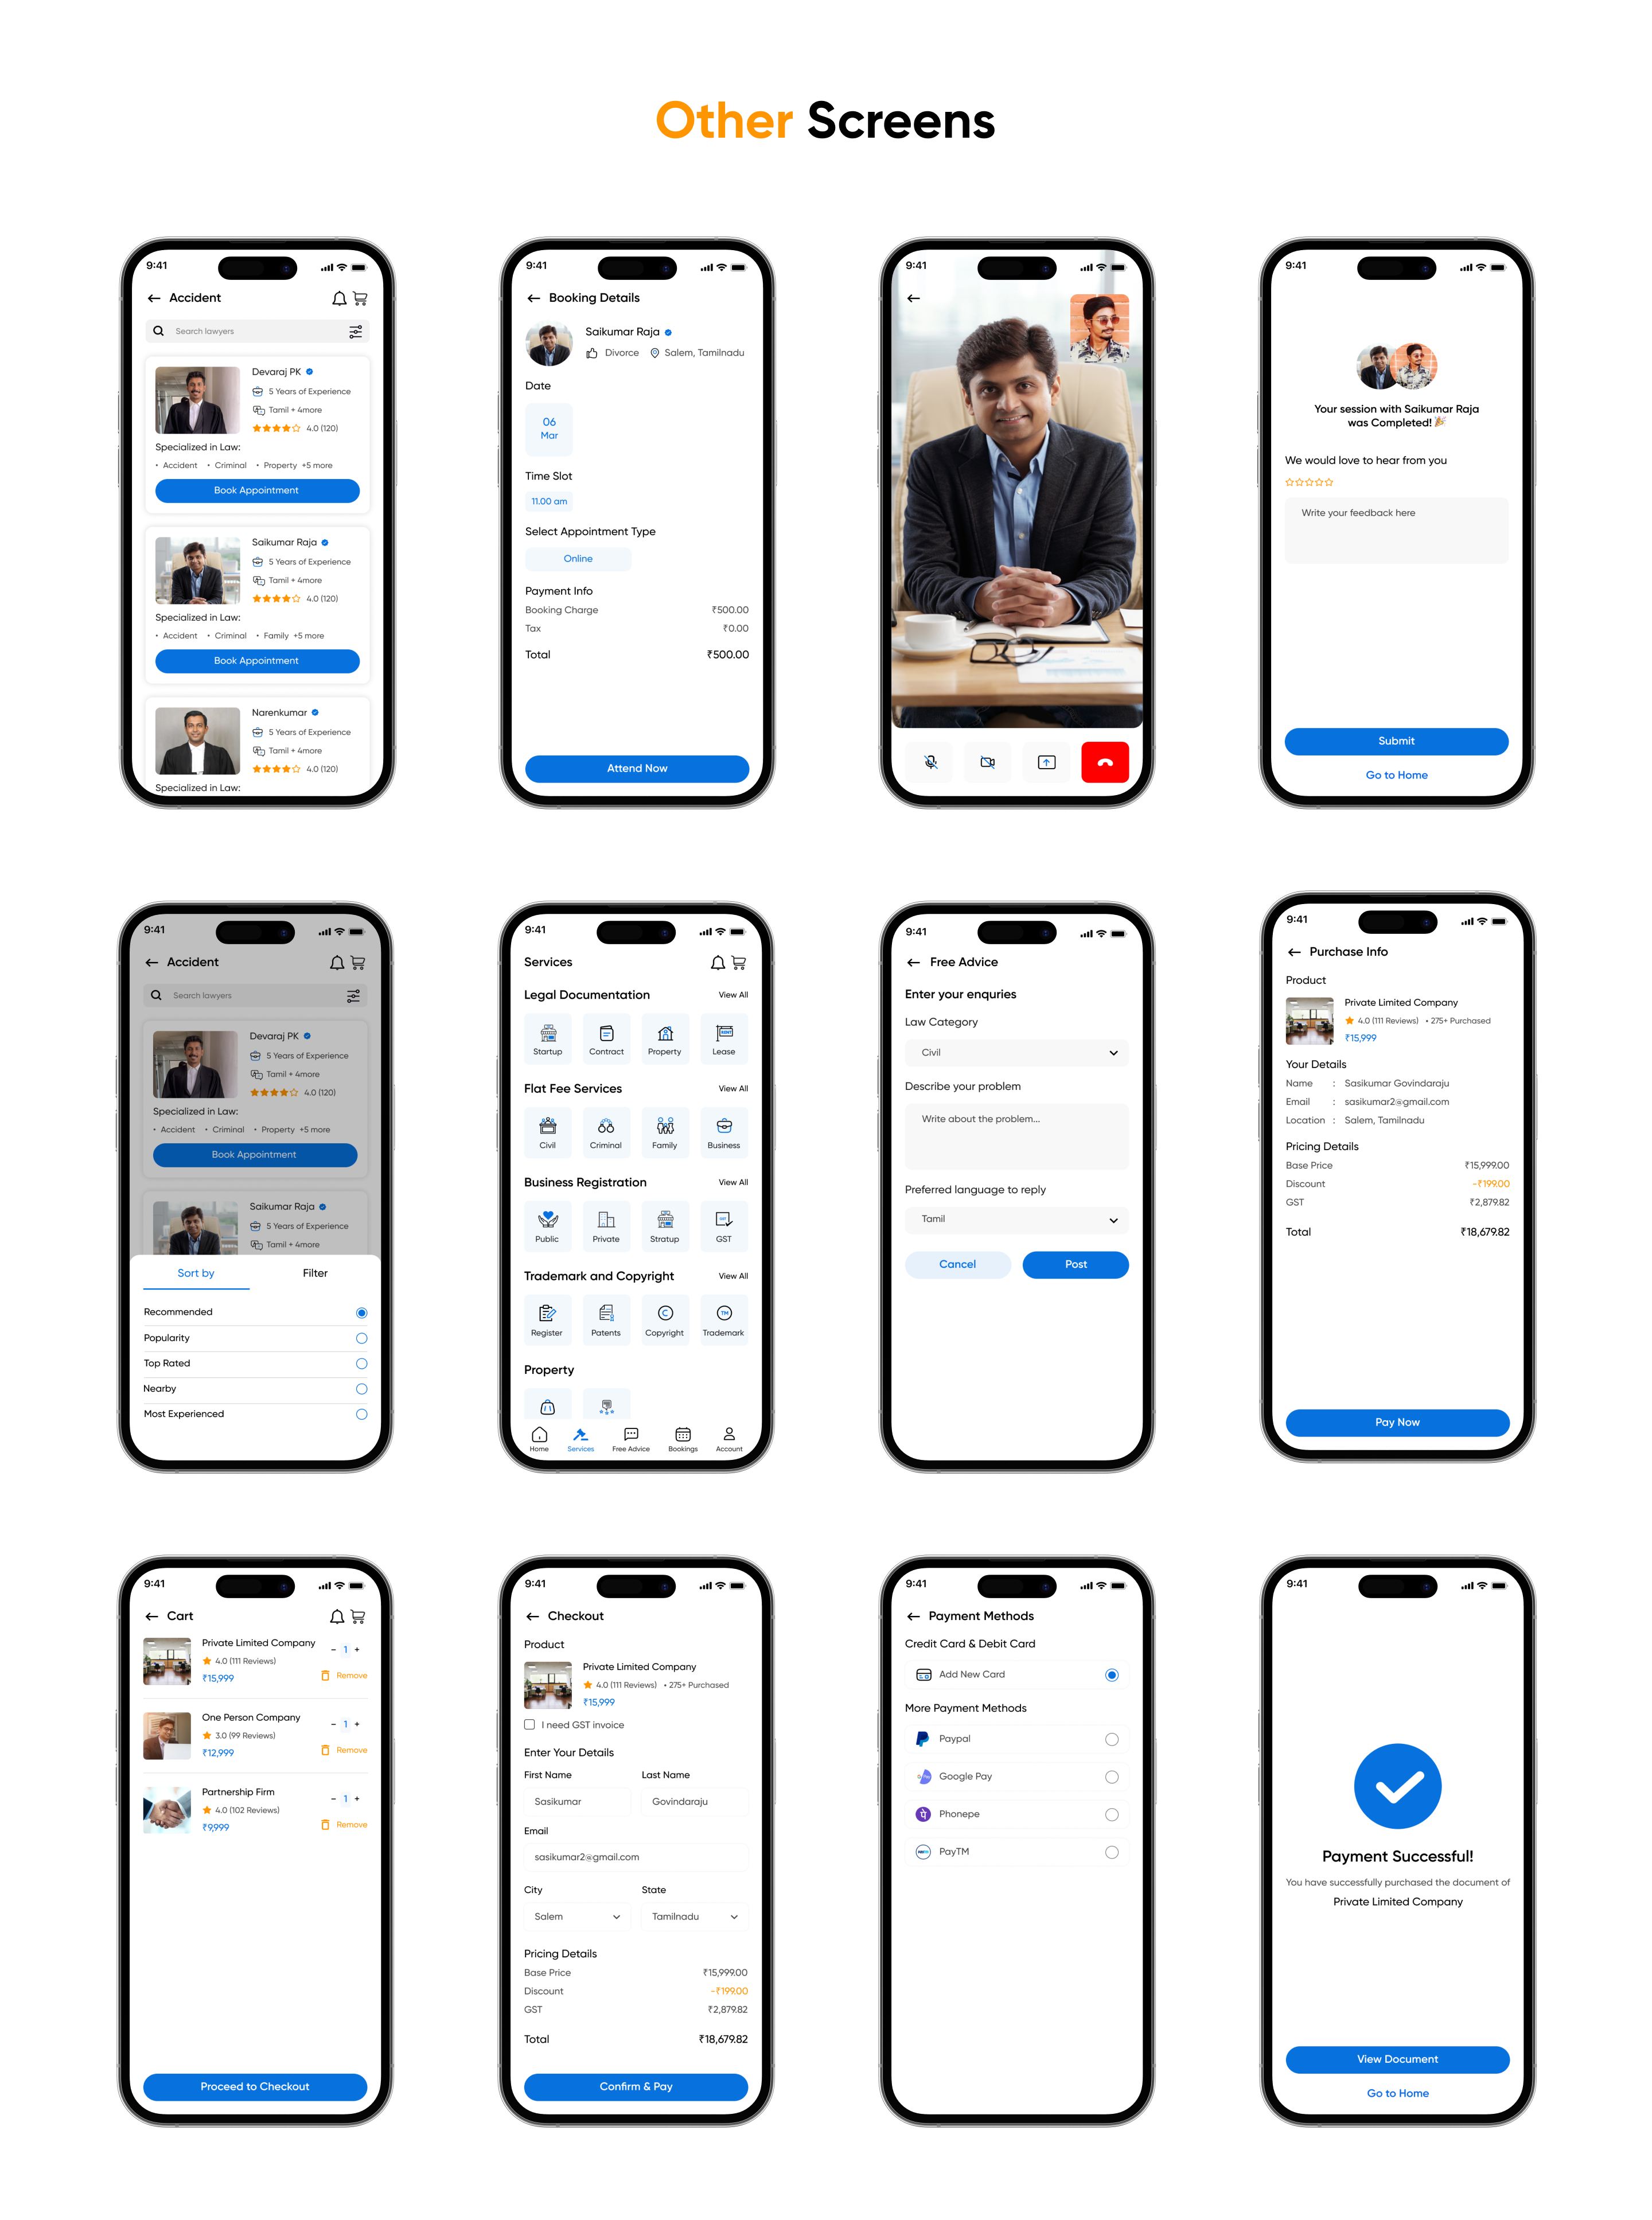 Other Screens
9:41
Accident
Search lawyers
Devaraj PK
5 Years of Experience
Tamil + 4more
4.0 (120)
Specialized in Law:
• Accident • Criminal • Property +5 more
Book Appointment
Saikumar Raja
5 Years of Experience
Tamil + 4more
4.0 (120)
Specialized in Law:
• Accident • Criminal • Family +5 more
Book Appointment
Narenkumar
5 Years of Experience
Tamil + 4more
4.0 (120)
Specialized in Law:
9:41
Booking Details
Saikumar Raja
Divorce Salem, Tamilnadu
Date
06
Mar
Time Slot
11.00 am
Select Appointment Type
Online
Payment Info
Booking Charge ₹500.00
Tax ₹0.00
Total ₹500.00
Attend Now
9:41
9:41
Your session with Saikumar Raja
was Completed! 🎉
We would love to hear from you
Write your feedback here
Submit
Go to Home
9:41
Accident
Search lawyers
Devaraj PK
5 Years of Experience
Tamil + 4more
4.0 (120)
Specialized in Law:
• Accident • Criminal • Property +5 more
Book Appointment
Saikumar Raja
5 Years of Experience
Tamil + 4more
Sort by Filter
Recommended
Popularity
Top Rated
Nearby
Most Experienced
9:41
Services
Legal Documentation View All
Startup Contract Property Lease
Flat Fee Services View All
Civil Criminal Family Business
Business Registration View All
Public Private Stratup GST
Trademark and Copyright View All
Register Patents Copyright Trademark
Property
Home Services Free Advice Bookings Account
9:41
Free Advice
Enter your enquries
Law Category
Civil
Describe your problem
Write about the problem...
Preferred language to reply
Tamil
Cancel Post
9:41
Purchase Info
Product
Private Limited Company
4.0 (111 Reviews) • 275+ Purchased
₹15,999
Your Details
Name : Sasikumar Govindaraju
Email : sasikumar2@gmail.com
Location : Salem, Tamilnadu
Pricing Details
Base Price ₹15,999.00
Discount -₹199.00
GST ₹2,879.82
Total ₹18,679.82
Pay Now
9:41
Cart
Private Limited Company
4.0 (111 Reviews) - 1 +
₹15,999 Remove
One Person Company
3.0 (99 Reviews) - 1 +
₹12,999 Remove
Partnership Firm
4.0 (102 Reviews) - 1 +
₹9,999 Remove
Proceed to Checkout
9:41
Checkout
Product
Private Limited Company
4.0 (111 Reviews) • 275+ Purchased
₹15,999
I need GST invoice
Enter Your Details
First Name Last Name
Sasikumar Govindaraju
Email
sasikumar2@gmail.com
City State
Salem Tamilnadu
Pricing Details
Base Price ₹15,999.00
Discount -₹199.00
GST ₹2,879.82
Total ₹18,679.82
Confirm & Pay
9:41
Payment Methods
Credit Card & Debit Card
Add New Card
More Payment Methods
Paypal
Google Pay
Phonepe
PayTM
9:41
Payment Successful!
You have successfully purchased the document of
Private Limited Company
View Document
Go to Home